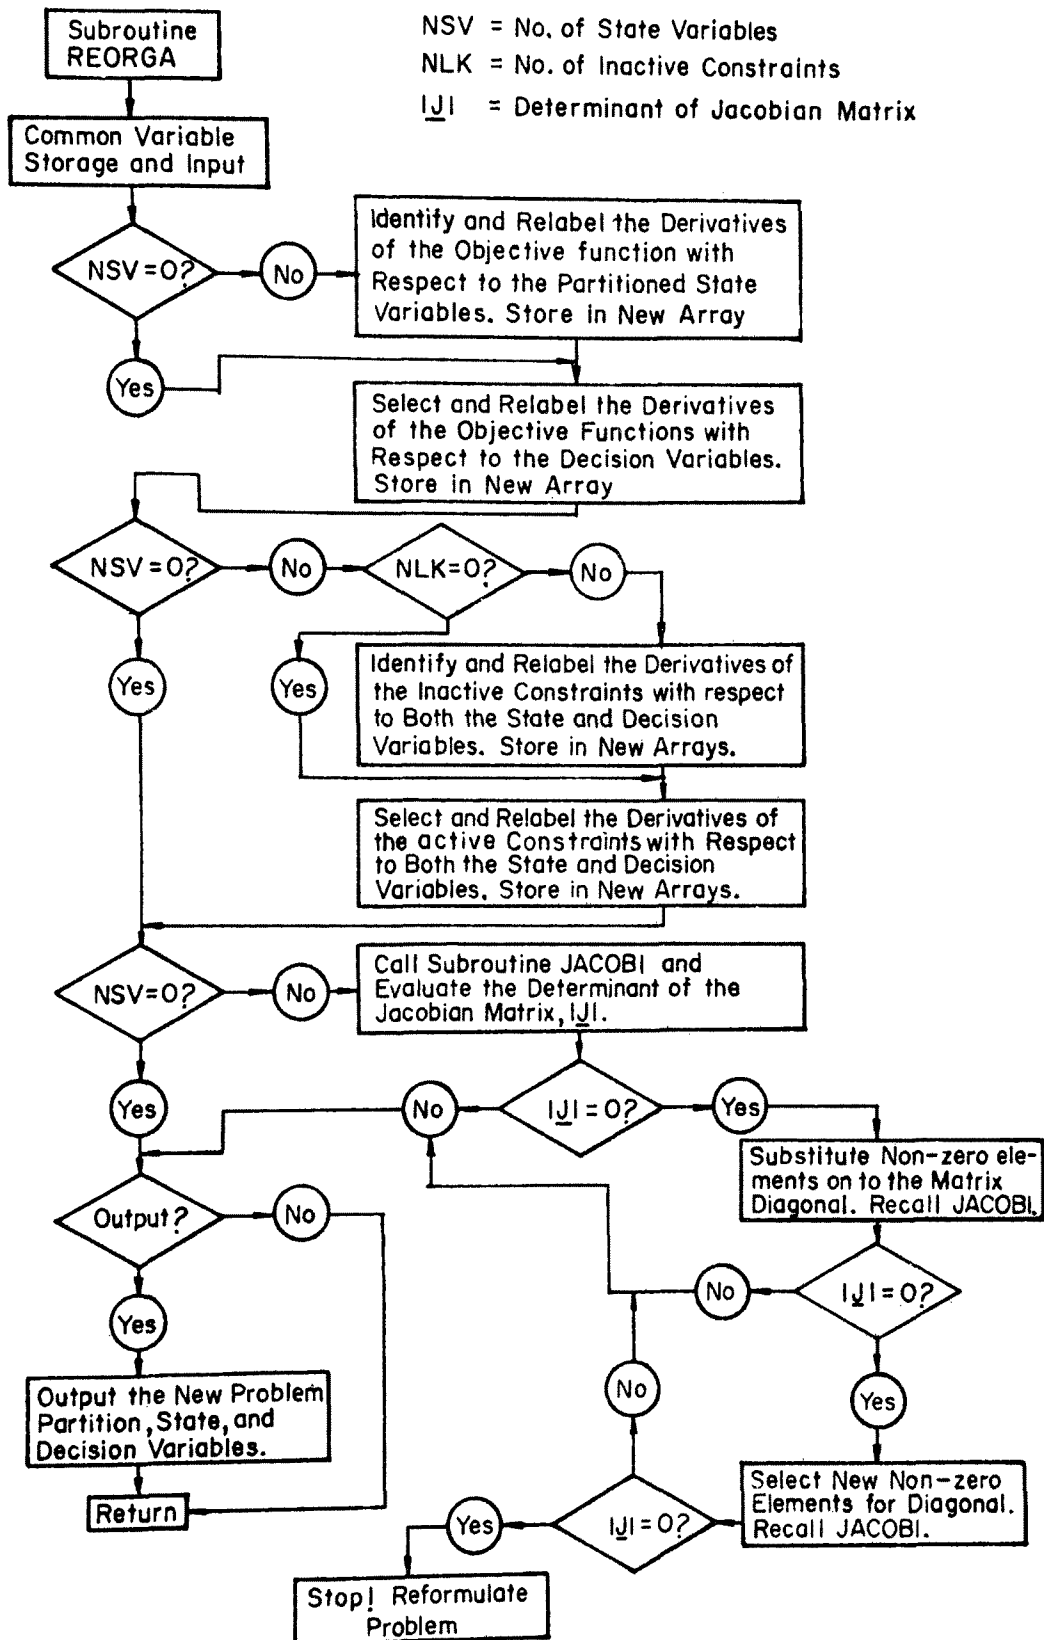 Subroutine
REORGA
NSV = No. of State Variables
NLK = No. of Inactive Constraints
|J| = Determinant of Jacobian Matrix
Common Variable
Storage and Input
NSV=0?
No
Identify and Relabel the Derivatives
of the Objective function with
Respect to the Partitioned State
Variables. Store in New Array
Yes
Select and Relabel the Derivatives
of the Objective Functions with
Respect to the Decision Variables.
Store in New Array
NSV=0?
No
NLK=0?
No
Yes
Yes
Identify and Relabel the Derivatives of
the Inactive Constraints with respect
to Both the State and Decision
Variables. Store in New Arrays.
Select and Relabel the Derivatives of
the active Constraints with Respect
to Both the State and Decision
Variables. Store in New Arrays.
NSV=0?
No
Call Subroutine JACOBI and
Evaluate the Determinant of the
Jacobian Matrix, |J|.
Yes
No
|J|=0?
Yes
Substitute Non-zero ele-
ments on to the Matrix
Diagonal. Recall JACOBI.
Output?
No
No
|J|=0?
Yes
No
Yes
Output the New Problem
Partition, State, and
Decision Variables.
Select New Non-zero
Elements for Diagonal.
Recall JACOBI.
Return
Yes
|J|=0?
Stop! Reformulate
Problem